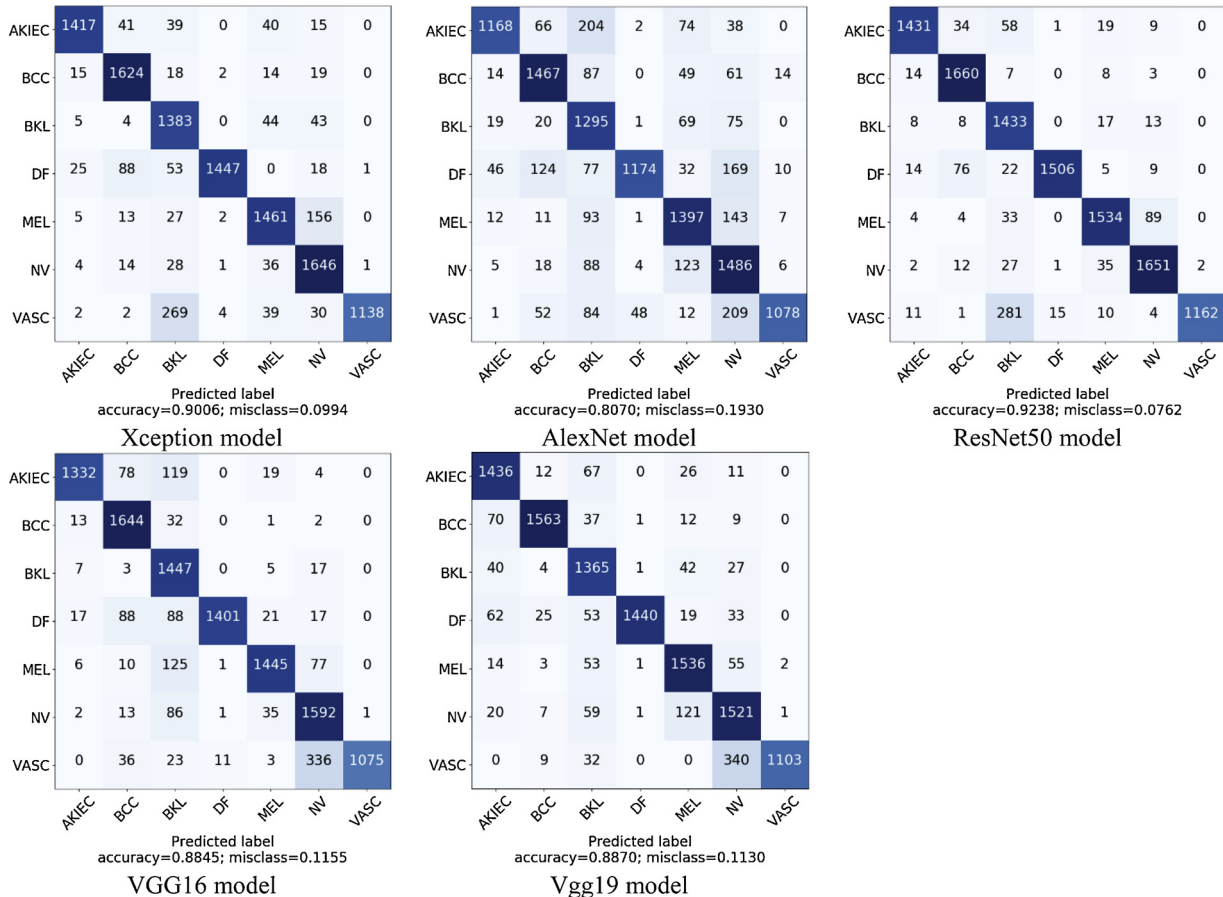 AKIEC 1417 41 39 0 40 15 0
BCC 15 1624 18 2 14 19 0
BKL 5 4 1383 0 44 43 0
DF 25 88 53 1447 0 18 1
MEL 5 13 27 2 1461 156 0
NV 4 14 28 1 36 1646 1
VASC 2 2 269 4 39 30 1138
AKIEC BCC BKL DF MEL NV VASC
Predicted label
accuracy=0.9006; misclass=0.0994
Xception model
AKIEC 1168 66 204 2 74 38 0
BCC 14 1467 87 0 49 61 14
BKL 19 20 1295 1 69 75 0
DF 46 124 77 1174 32 169 10
MEL 12 11 93 1 1397 143 7
NV 5 18 88 4 123 1486 6
VASC 1 52 84 48 12 209 1078
AKIEC BCC BKL DF MEL NV VASC
Predicted label
accuracy=0.8070; misclass=0.1930
AlexNet model
AKIEC 1431 34 58 1 19 9 0
BCC 14 1660 7 0 8 3 0
BKL 8 8 1433 0 17 13 0
DF 14 76 22 1506 5 9 0
MEL 4 4 33 0 1534 89 0
NV 2 12 27 1 35 1651 2
VASC 11 1 281 15 10 4 1162
AKIEC BCC BKL DF MEL NV VASC
Predicted label
accuracy=0.9238; misclass=0.0762
ResNet50 model
AKIEC 1332 78 119 0 19 4 0
BCC 13 1644 32 0 1 2 0
BKL 7 3 1447 0 5 17 0
DF 17 88 88 1401 21 17 0
MEL 6 10 125 1 1445 77 0
NV 2 13 86 1 35 1592 1
VASC 0 36 23 11 3 336 1075
AKIEC BCC BKL DF MEL NV VASC
Predicted label
accuracy=0.8845; misclass=0.1155
VGG16 model
AKIEC 1436 12 67 0 26 11 0
BCC 70 1563 37 1 12 9 0
BKL 40 4 1365 1 42 27 0
DF 62 25 53 1440 19 33 0
MEL 14 3 53 1 1536 55 2
NV 20 7 59 1 121 1521 1
VASC 0 9 32 0 0 340 1103
AKIEC BCC BKL DF MEL NV VASC
Predicted label
accuracy=0.8870; misclass=0.1130
Vgg19 model